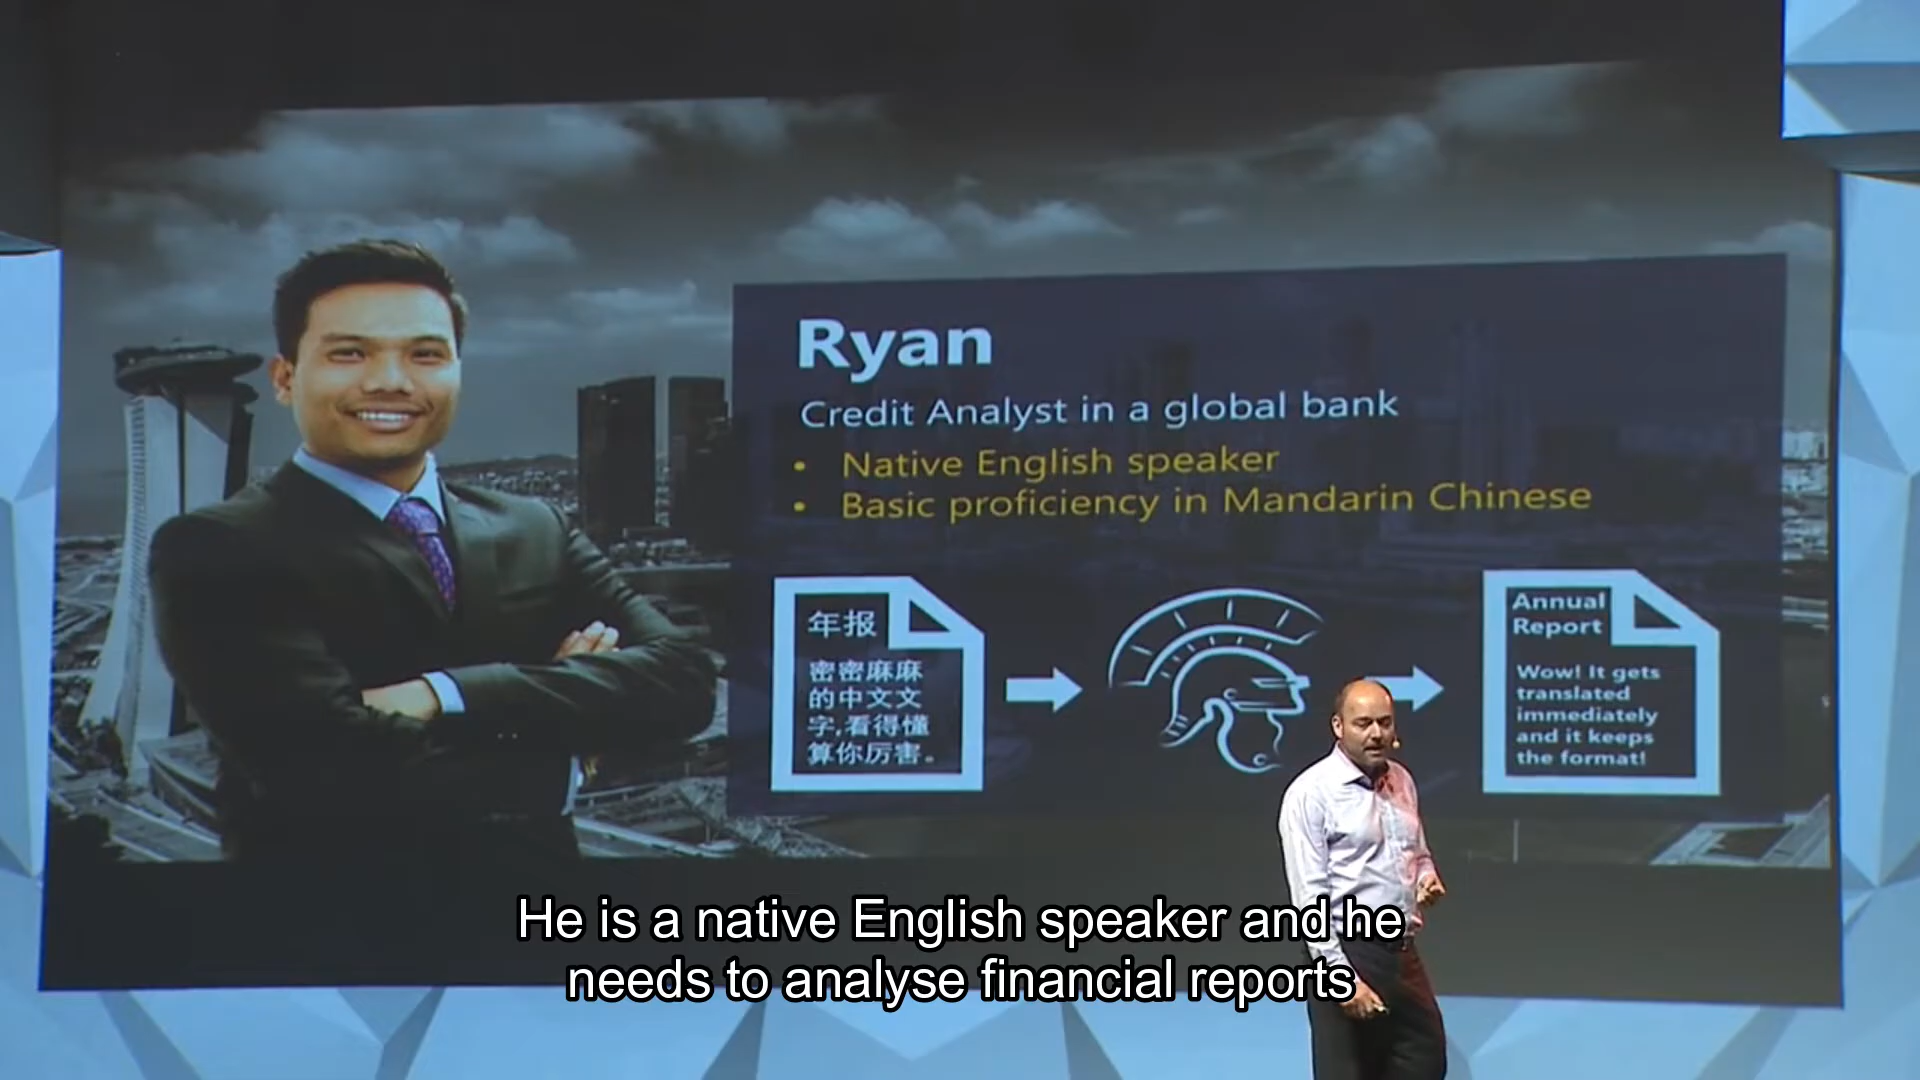 Ryan
Credit Analyst in a global bank
• Native English speaker
• Basic proficiency in Mandarin Chinese
年报
密密麻麻
的中文文
字,看得懂
算你厉害。
Annual
Report
Wow! It gets
translated
immediately
and it keeps
the format!
He is a native English speaker and he
needs to analyse financial reports